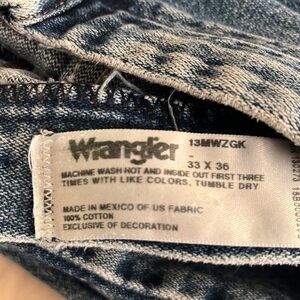 Wrangler
13MWZGK
-
33 X 36
MACHINE WASH HOT AND INSIDE OUT FIRST THREE
TIMES WITH LIKE COLORS, TUMBLE DRY
MADE IN MEXICO OF US FABRIC
100% COTTON
EXCLUSIVE OF DECORATION